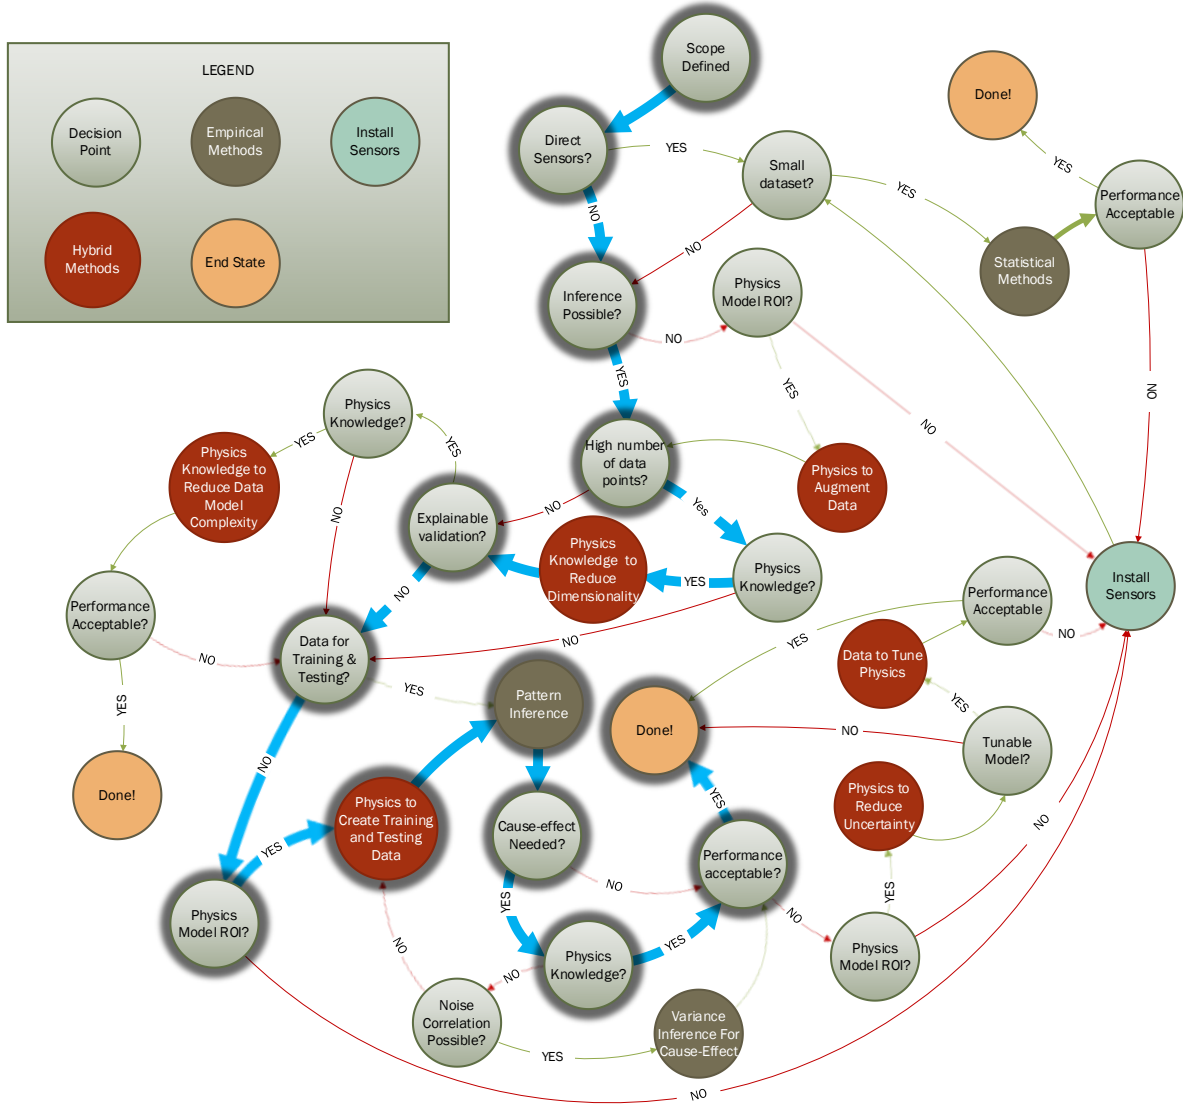 LEGEND
Decision
Point
Empirical
Methods
Install
Sensors
Hybrid
Methods
End State
Scope
Defined
Direct
Sensors?
YES
Small
dataset?
YES
Done!
YES
Performance
Acceptable
Statistical
Methods
NO
NO
Inference
Possible?
NO
Physics
Model ROI?
YES
NO
NO
YES
High number
of data
points?
Physics to
Augment
Data
Physics
Knowledge?
YES
Physics
Knowledge to
Reduce Data
Model
Complexity
YES
NO
Explainable
validation?
NO
Yes
Physics
Knowledge to
Reduce
Dimensionality
YES
Physics
Knowledge?
Install
Sensors
NO
NO
Performance
Acceptable?
NO
YES
Done!
Data for
Training &
Testing?
YES
Pattern
Inference
Done!
YES
Performance
Acceptable
NO
Data to Tune
Physics
YES
Tunable
Model?
NO
NO
YES
Physics to
Create Training
and Testing
Data
Cause-effect
Needed?
NO
YES
Performance
acceptable?
Physics to
Reduce
Uncertainty
YES
NO
Physics
Model ROI?
NO
YES
Physics
Knowledge?
YES
NO
Physics
Model ROI?
NO
Noise
Correlation
Possible?
YES
Variance
Inference For
Cause-Effect
NO